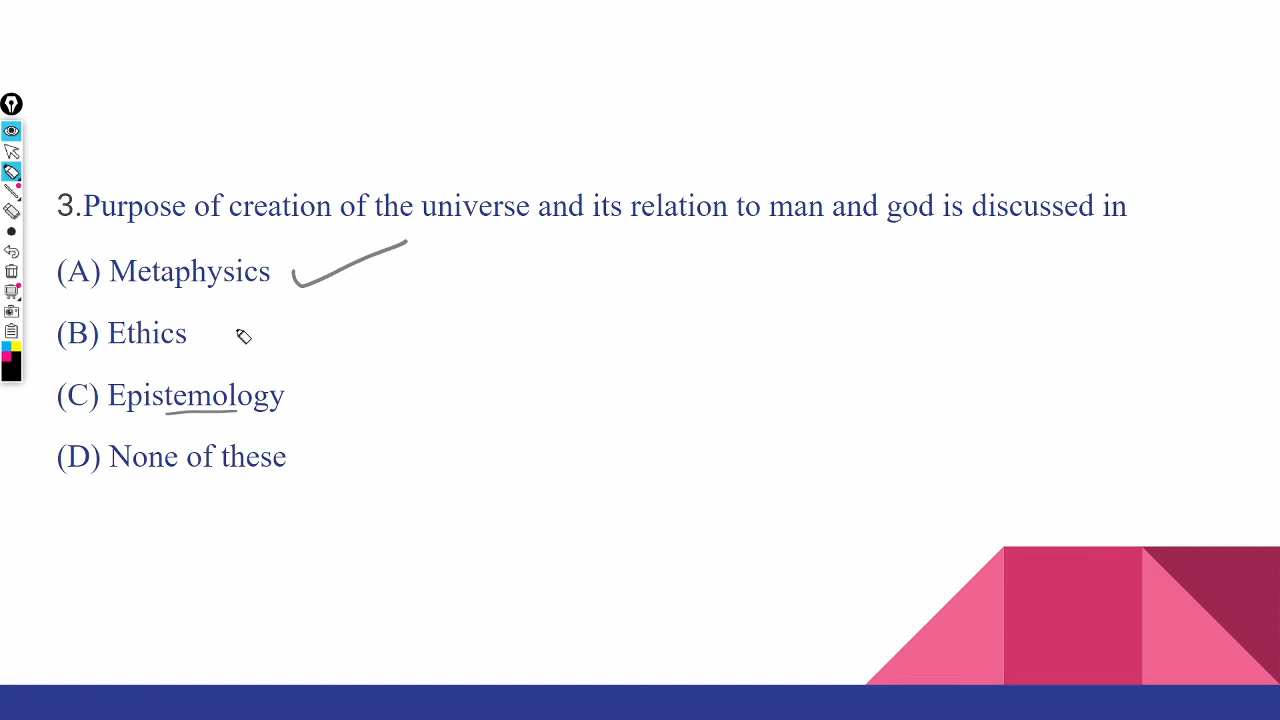 3.Purpose of creation of the universe and its relation to man and god is discussed in
(A) Metaphysics
(B) Ethics
(C) Epistemology
(D) None of these